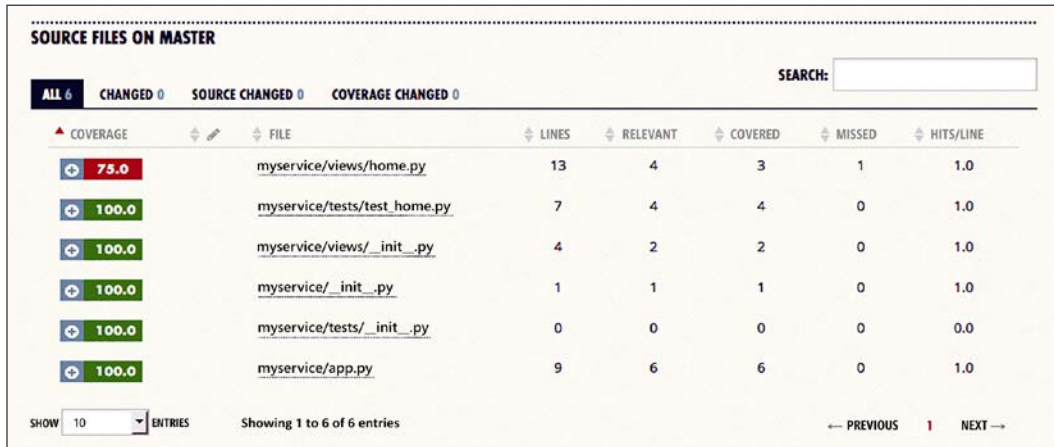 SOURCE FILES ON MASTER
SEARCH:
ALL 6 CHANGED 0 SOURCE CHANGED 0 COVERAGE CHANGED 0
COVERAGE FILE LINES RELEVANT COVERED MISSED HITS/LINE
75.0 myservice/views/home.py 13 4 3 1 1.0
100.0 myservice/tests/test_home.py 7 4 4 0 1.0
100.0 myservice/views/__init__.py 4 2 2 0 1.0
100.0 myservice/__init__.py 1 1 1 0 1.0
100.0 myservice/tests/__init__.py 0 0 0 0 0.0
100.0 myservice/app.py 9 6 6 0 1.0
SHOW 10 ENTRIES Showing 1 to 6 of 6 entries ← PREVIOUS 1 NEXT →